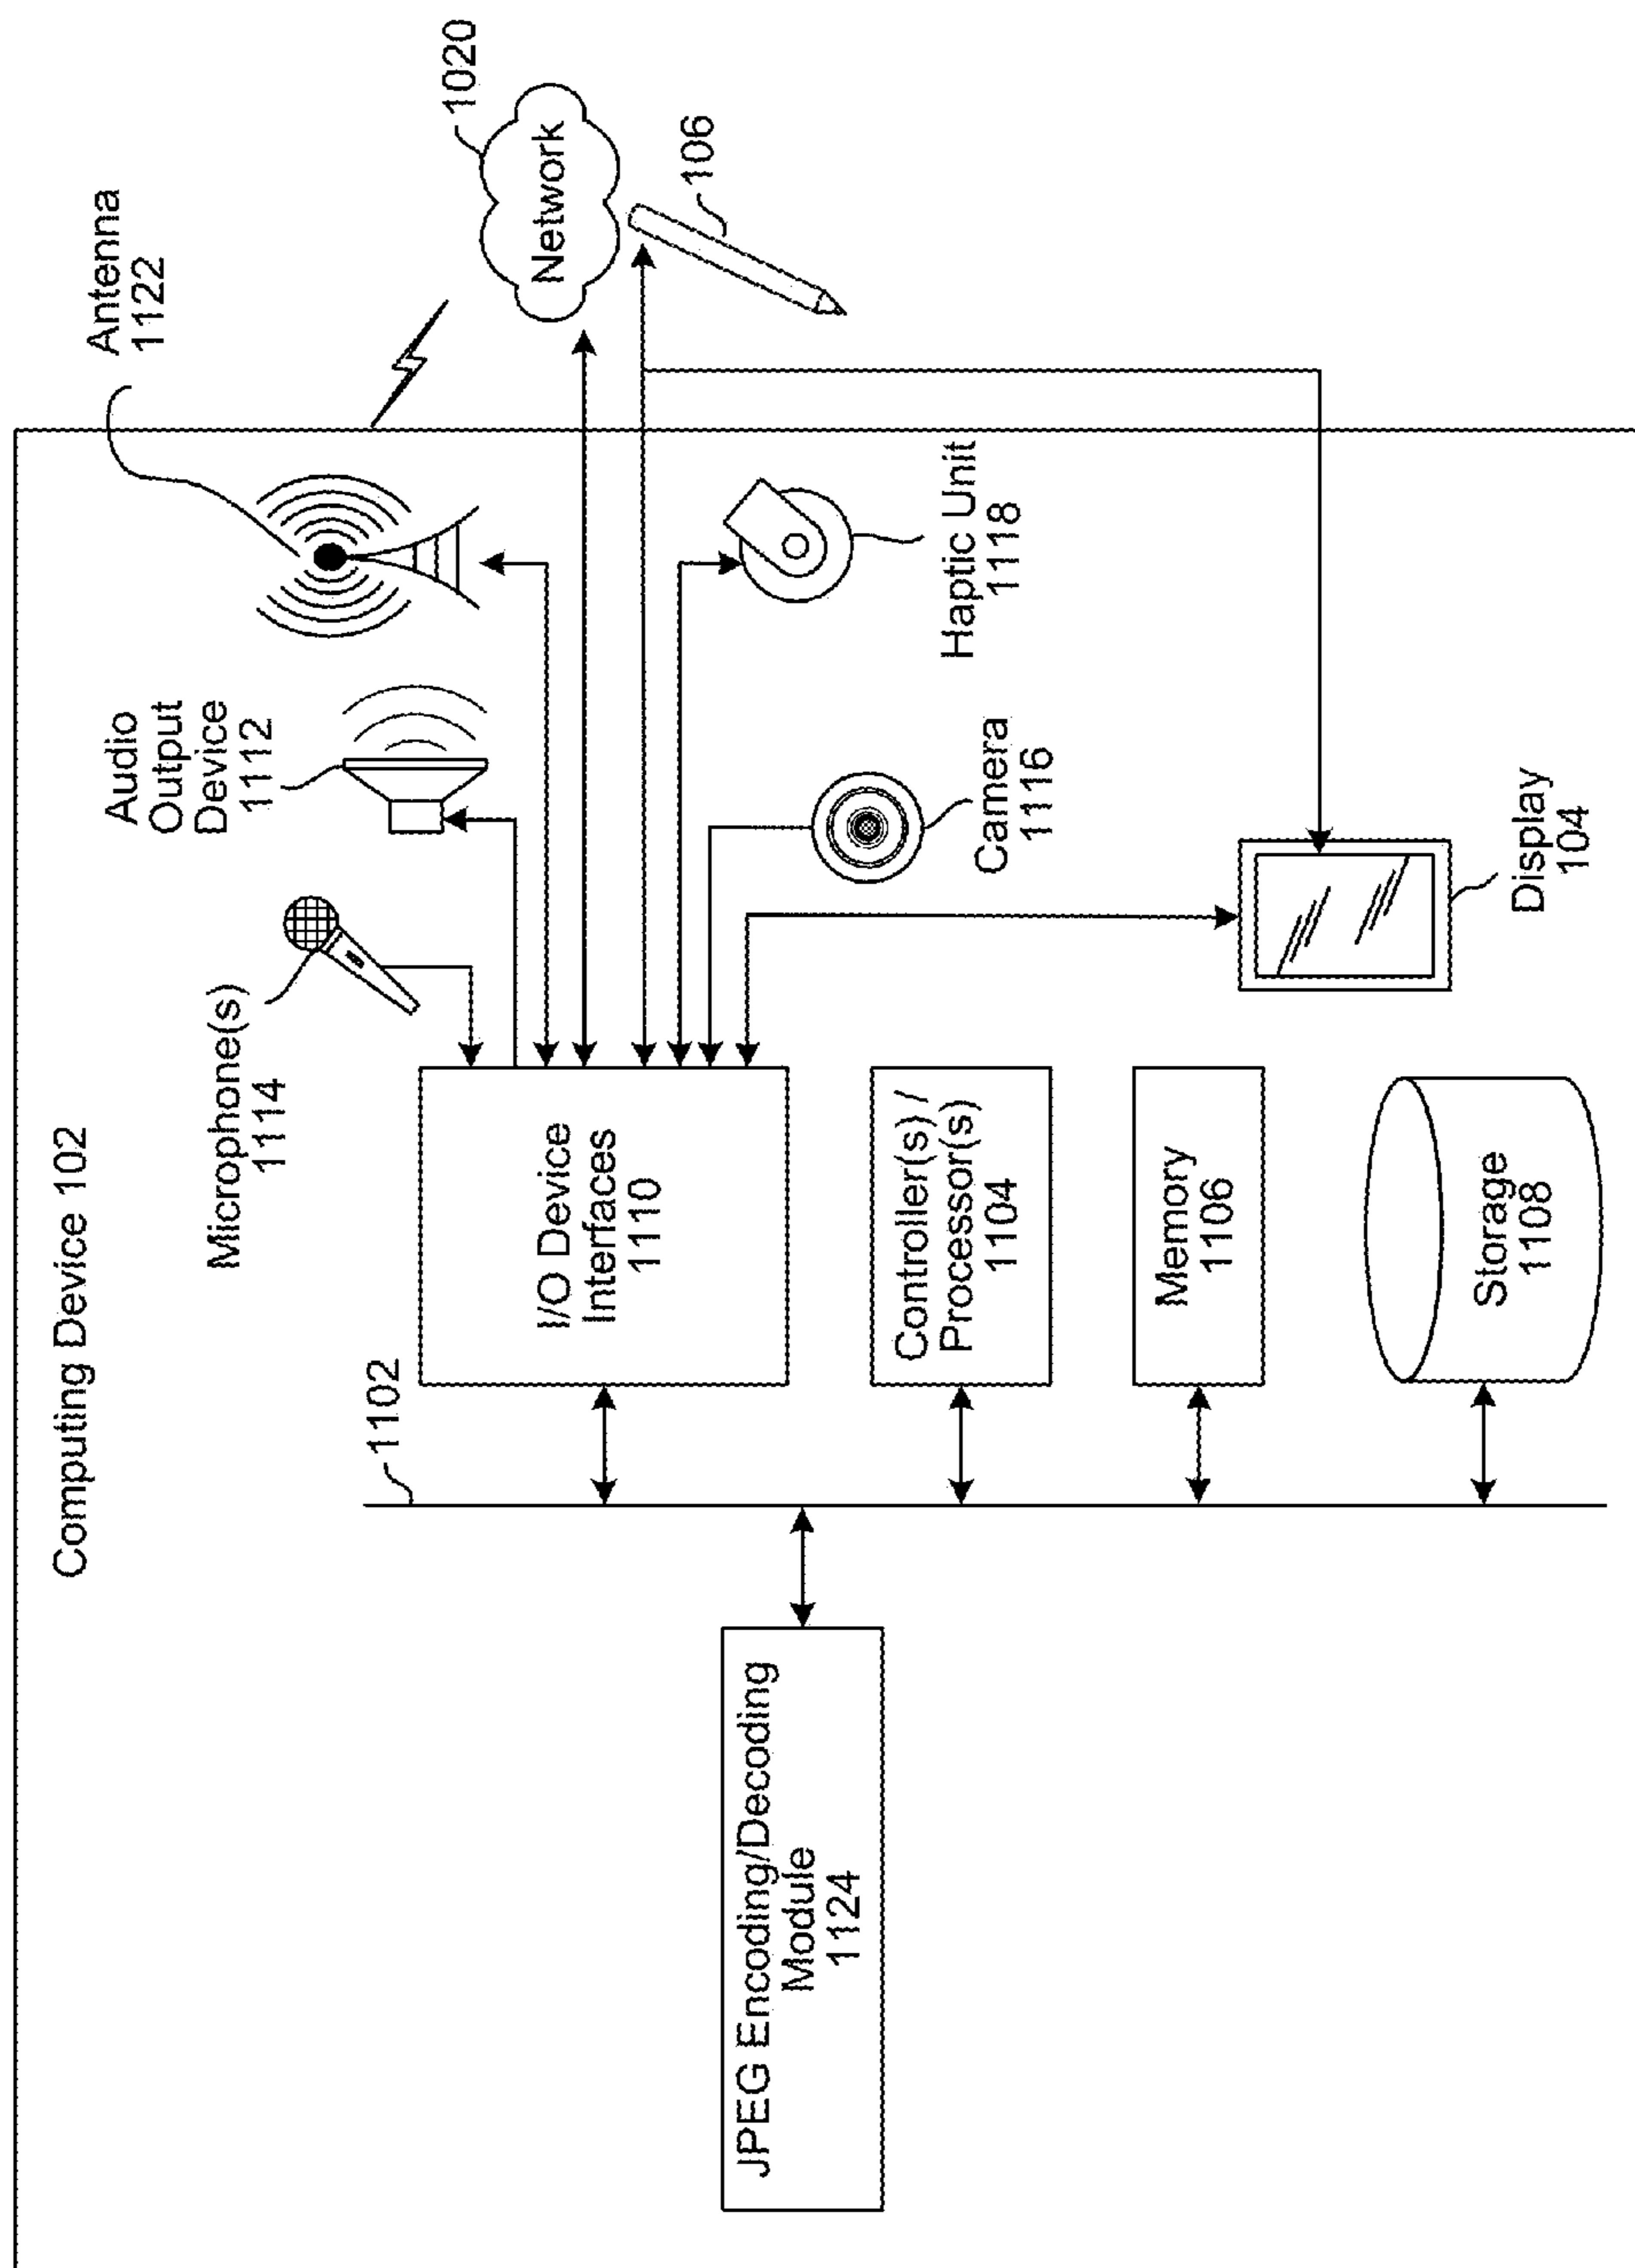 Computing Device 102
Antenna
1122
Audio
Output
Device
1112
Microphone(s)
1114
1102
1020
Network
106
I/O Device
Interfaces
1110
Haptic Unit
1118
Camera
1116
JPEG Encoding/Decoding
Module
1124
Controller(s) /
Processor(s)
1104
Memory
1106
Display
104
Storage
1108